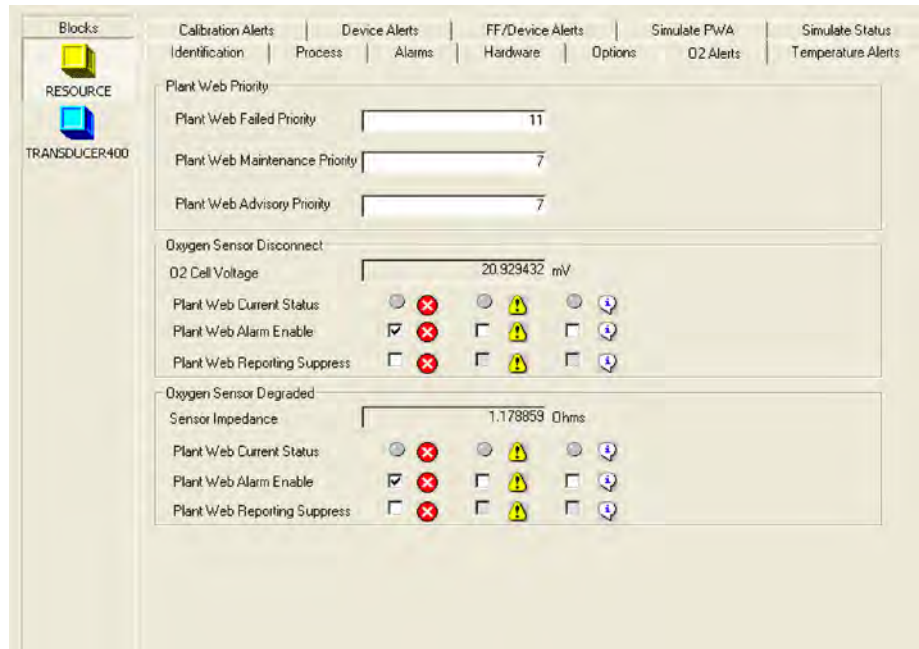 Blocks
RESOURCE
TRANSDUCER400
Calibration Alerts Device Alerts FF/Device Alerts Simulate PWA Simulate Status
Identification Process Alarms Hardware Options O2 Alerts Temperature Alerts
Plant Web Priority
Plant Web Failed Priority 11
Plant Web Maintenance Priority 7
Plant Web Advisory Priority 7
Oxygen Sensor Disconnect
O2 Cell Voltage 20.929432 mV
Plant Web Current Status
Plant Web Alarm Enable
Plant Web Reporting Suppress
Oxygen Sensor Degraded
Sensor Impedance 1.178859 Ohms
Plant Web Current Status
Plant Web Alarm Enable
Plant Web Reporting Suppress